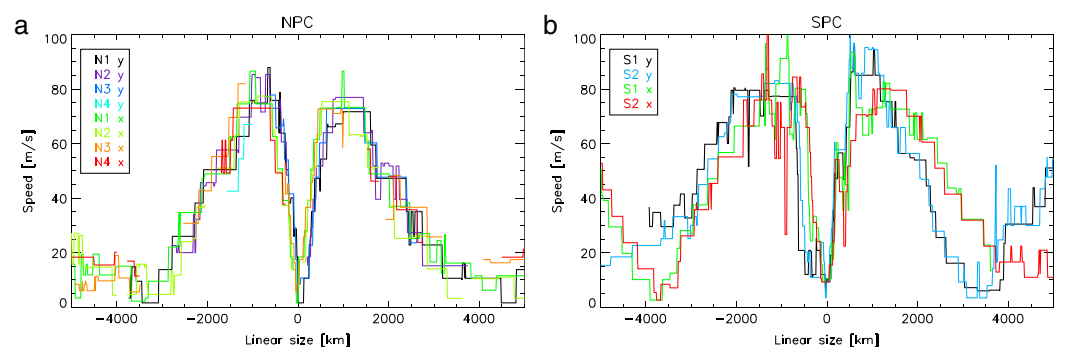 a
NPC
Speed [m/s]
100
80
60
40
20
0
N1 y
N2 y
N3 y
N4 y
N1 x
N2 x
N3 x
N4 x
−4000 −2000 0 2000 4000
Linear size [km]
b
SPC
Speed [m/s]
100
80
60
40
20
0
S1 y
S2 y
S1 x
S2 x
−4000 −2000 0 2000 4000
Linear size [km]